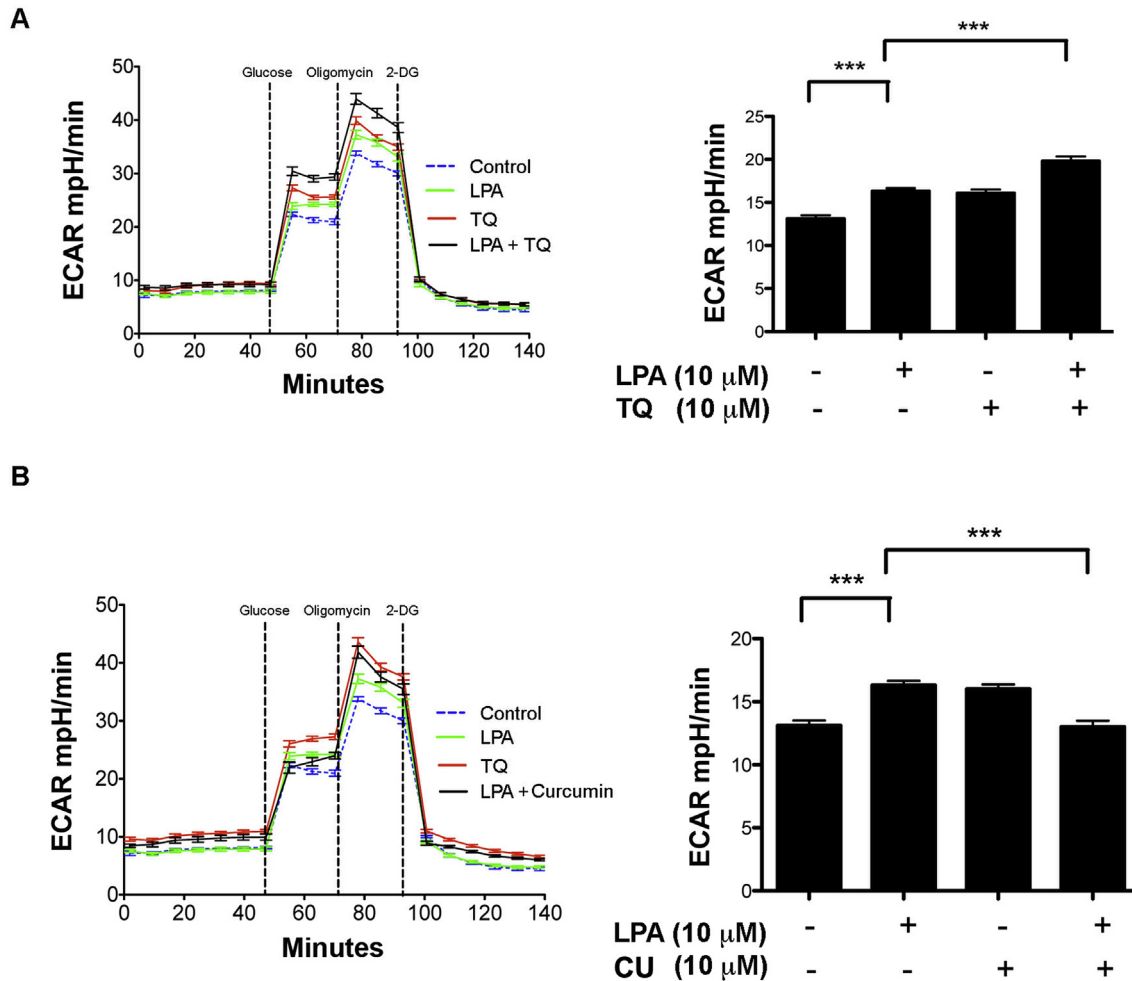 A
ECAR mpH/min
50
40
30
20
10
0
Glucose Oligomycin 2-DG
Control
LPA
TQ
LPA + TQ
0 20 40 60 80 100 120 140
Minutes
***
***
ECAR mpH/min
25
20
15
10
5
0
LPA (10 μM) - + - +
TQ (10 μM) - - + +
B
ECAR mpH/min
50
40
30
20
10
0
Glucose Oligomycin 2-DG
Control
LPA
TQ
LPA + Curcumin
0 20 40 60 80 100 120 140
Minutes
***
***
ECAR mpH/min
20
15
10
5
0
LPA (10 μM) - + - +
CU (10 μM) - - + +